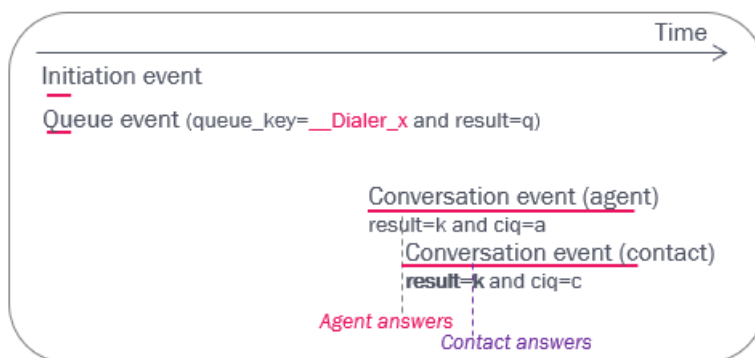 Time
Initiation event
Queue event (queue_key=__Dialer_x and result=q)
Conversation event (agent)
result=k and ciq=a
Conversation event (contact)
result=k and ciq=c
Agent answers
Contact answers